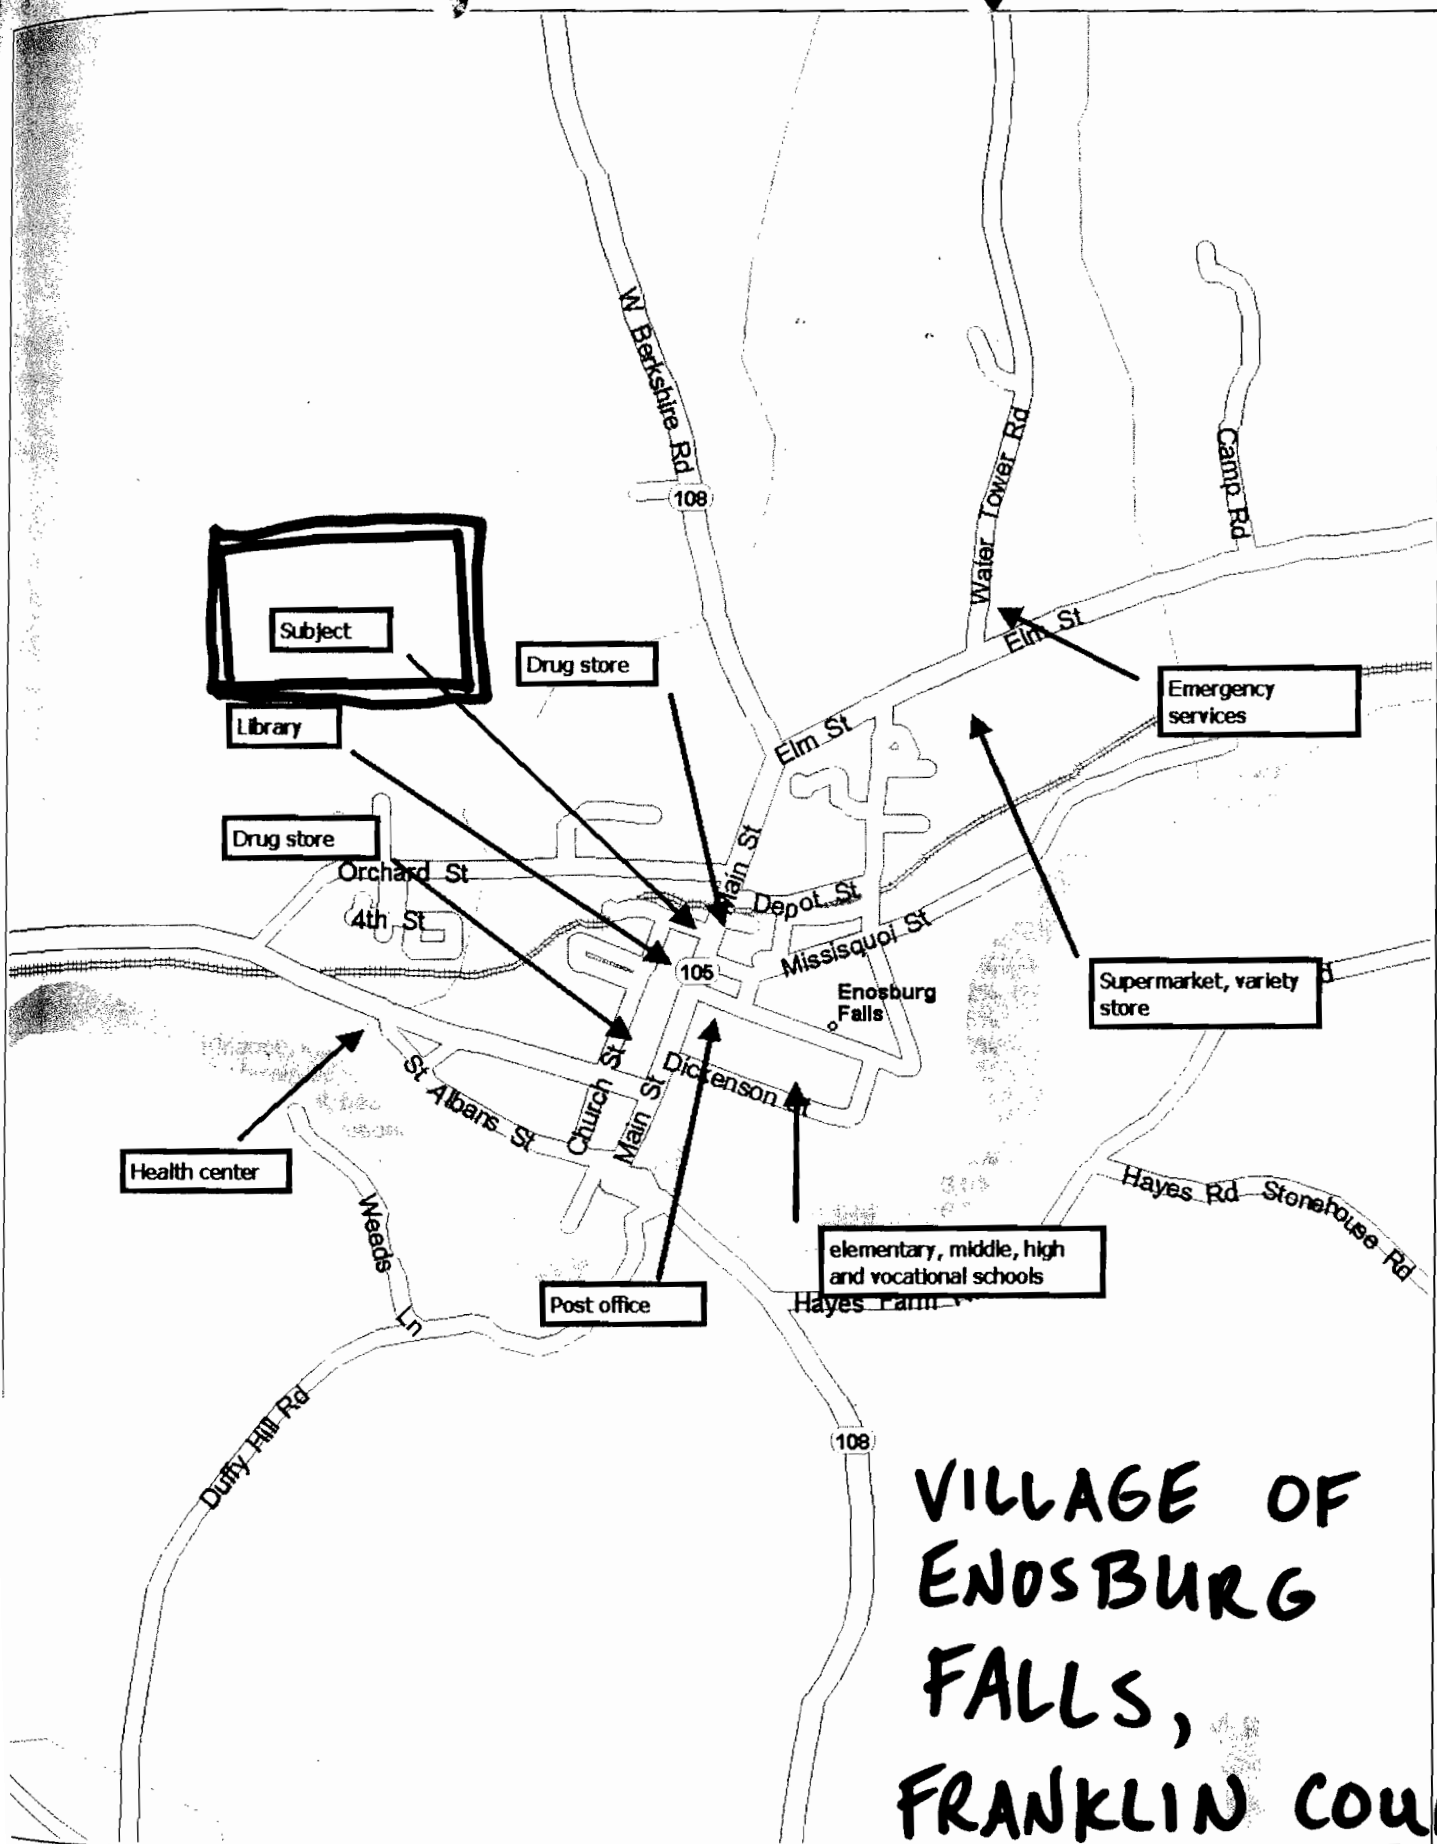 W Berkshire Rd
108
Water Tower Rd
Camp Rd
Subject
Drug store
Elm St
Emergency
services
Library
Elm St
Drug store
Main St
Orchard St
Depot St
4th St
Missisquoi St
105
Enosburg
Falls
Supermarket, variety
store
Church St
Main St
Dickenson
St Albans St
Health center
Hayes Rd
Stonehouse Rd
Weeds Ln
elementary, middle, high
and vocational schools
Post office
Hayes Farm
Duffy Hill Rd
108
VILLAGE OF
ENOSBURG
FALLS,
FRANKLIN COU